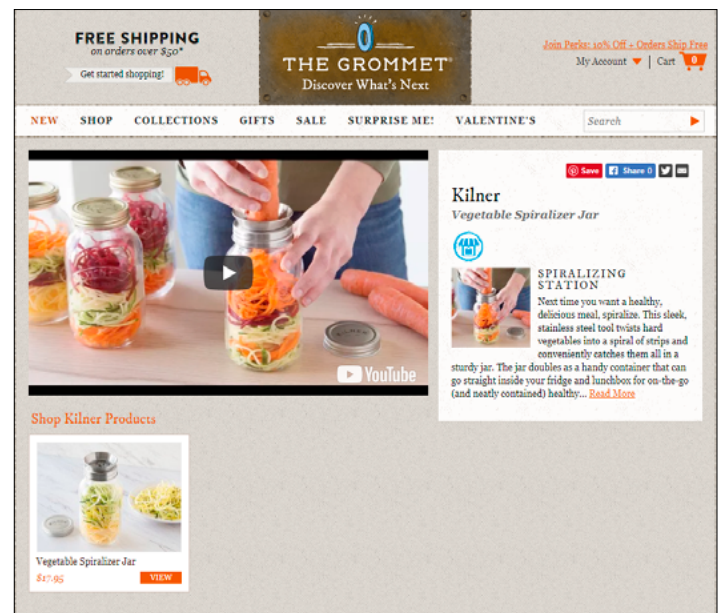 FREE SHIPPING
on orders over $50*
Get started shopping!
THE GROMMET®
Discover What's Next
Join Perks: 10% Off + Orders Ship Free
My Account | Cart 0
NEW SHOP COLLECTIONS GIFTS SALE SURPRISE ME! VALENTINE'S Search
Save Share 0
Kilner
Vegetable Spiralizer Jar
SPIRALIZING
STATION
Next time you want a healthy,
delicious meal, spiralize. This sleek,
stainless steel tool twists hard
vegetables into a spiral of strips and
conveniently catches them all in a
sturdy jar. The jar doubles as a handy container that can
go straight inside your fridge and lunchbox for on-the-go
(and neatly contained) healthy... Read More
KILNER
YouTube
Shop Kilner Products
Vegetable Spiralizer Jar
$17.95
VIEW